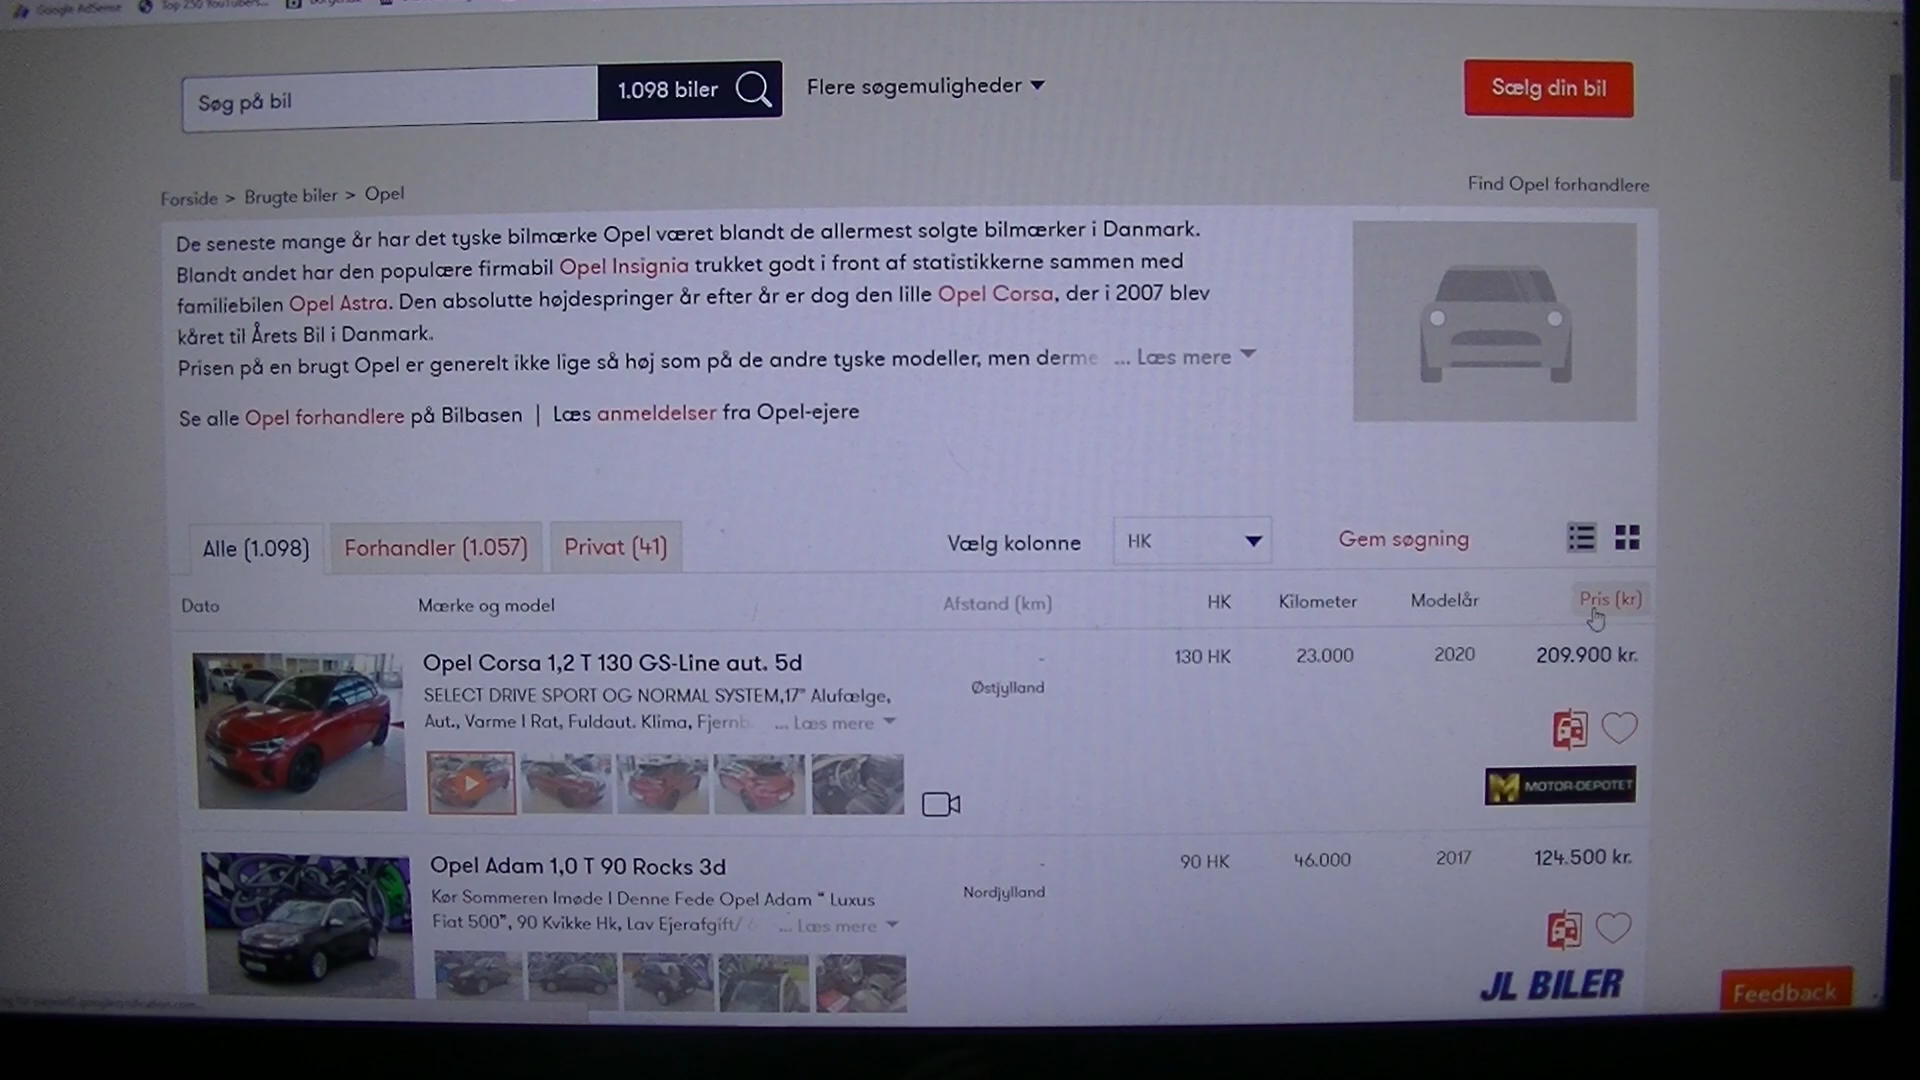 Google AdSense
Top 250 YouTubers...
Søg på bil
1.098 biler
Flere søgemuligheder
Sælg din bil
Forside > Brugte biler > Opel
Find Opel forhandlere
De seneste mange år har det tyske bilmærke Opel været blandt de allermest solgte bilmærker i Danmark.
Blandt andet har den populære firmabil Opel Insignia trukket godt i front af statistikkerne sammen med
familiebilen Opel Astra. Den absolutte højdespringer år efter år er dog den lille Opel Corsa, der i 2007 blev
kåret til Årets Bil i Danmark.
Prisen på en brugt Opel er generelt ikke lige så høj som på de andre tyske modeller, men derme ... Læs mere
Se alle Opel forhandlere på Bilbasen | Læs anmeldelser fra Opel-ejere
Alle (1.098)
Forhandler (1.057)
Privat (41)
Vælg kolonne
HK
Gem søgning
Dato
Mærke og model
Afstand (km)
HK
Kilometer
Modelår
Pris (kr)
Opel Corsa 1,2 T 130 GS-Line aut. 5d
SELECT DRIVE SPORT OG NORMAL SYSTEM,17" Alufælge,
Aut., Varme I Rat, Fuldaut. Klima, Fjernb ... Læs mere
-
Østjylland
130 HK
23.000
2020
209.900 kr.
MOTOR-DEPOTET
Opel Adam 1,0 T 90 Rocks 3d
Kør Sommeren Imøde I Denne Fede Opel Adam " Luxus
Fiat 500", 90 Kvikke Hk, Lav Ejerafgift/ 6 ... Læs mere
-
Nordjylland
90 HK
46.000
2017
124.500 kr.
JL BILER
Feedback